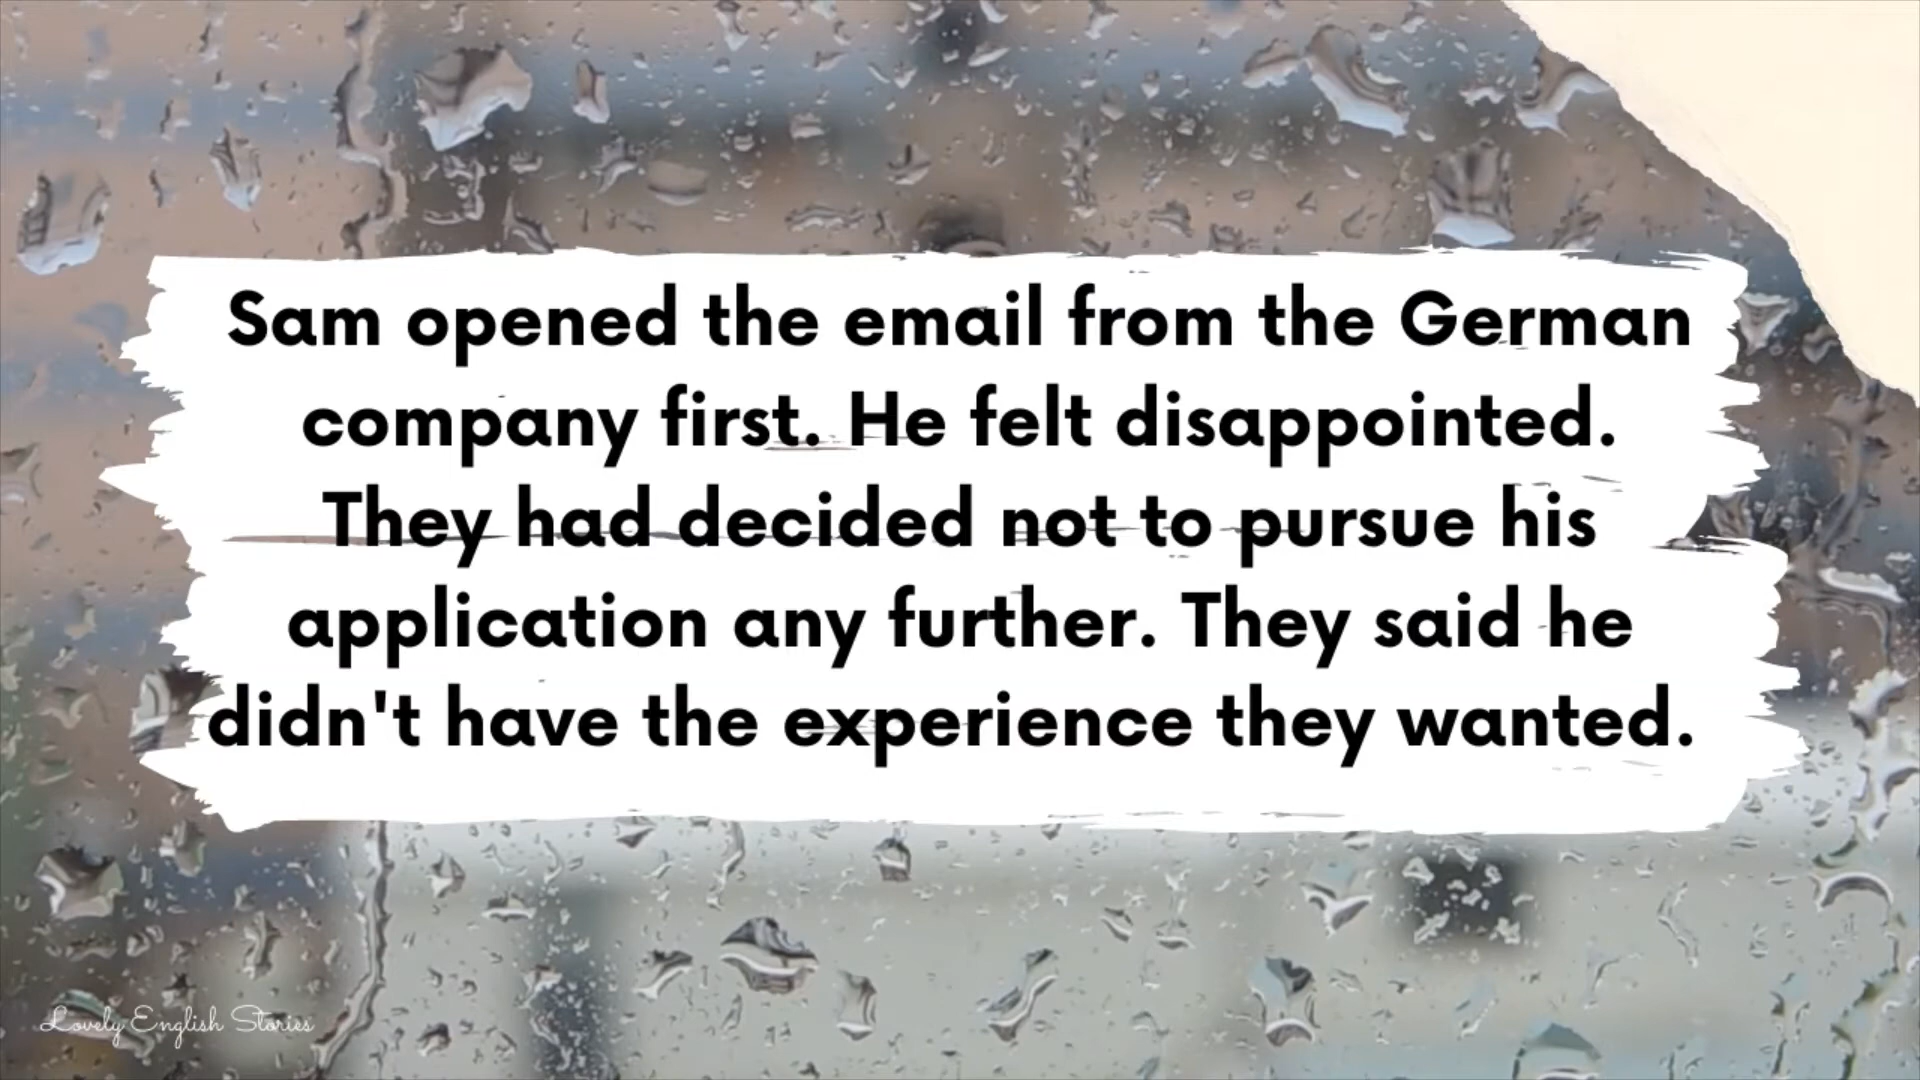 Sam opened the email from the German
company first. He felt disappointed.
They had decided not to pursue his
application any further. They said he
didn't have the experience they wanted.
Lovely English Stories